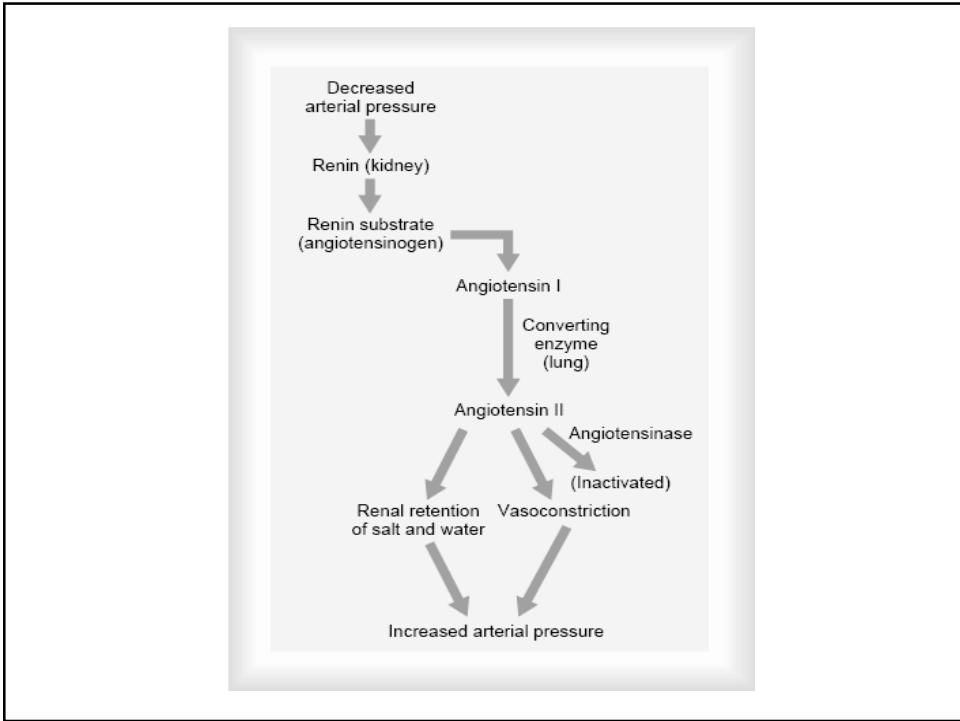 Decreased
arterial pressure
Renin (kidney)
Renin substrate
(angiotensinogen)
Angiotensin I
Converting
enzyme
(lung)
Angiotensin II
Angiotensinase
(Inactivated)
Renal retention
of salt and water
Vasoconstriction
Increased arterial pressure